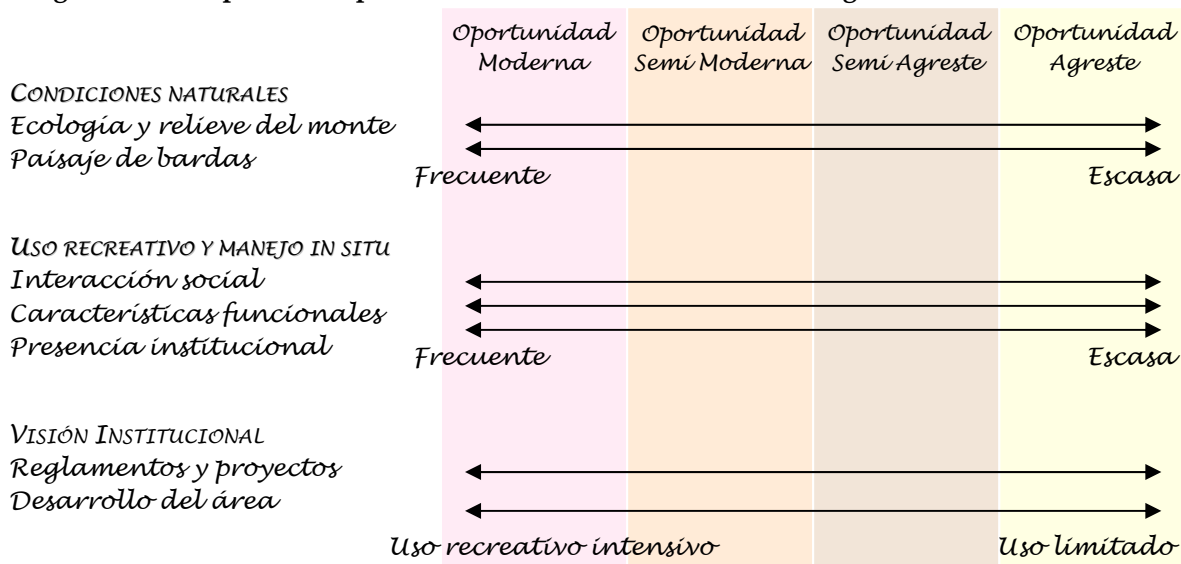 Oportunidad Moderna
Oportunidad Semi Moderna
Oportunidad Semi Agreste
Oportunidad Agreste
CONDICIONES NATURALES
Ecología y relieve del monte
Paisaje de bardas
Frecuente Escasa
USO RECREATIVO Y MANEJO IN SITU
Interacción social
Características funcionales
Presencia institucional
Frecuente Escasa
VISIÓN INSTITUCIONAL
Reglamentos y proyectos
Desarrollo del área
Uso recreativo intensivo Uso limitado